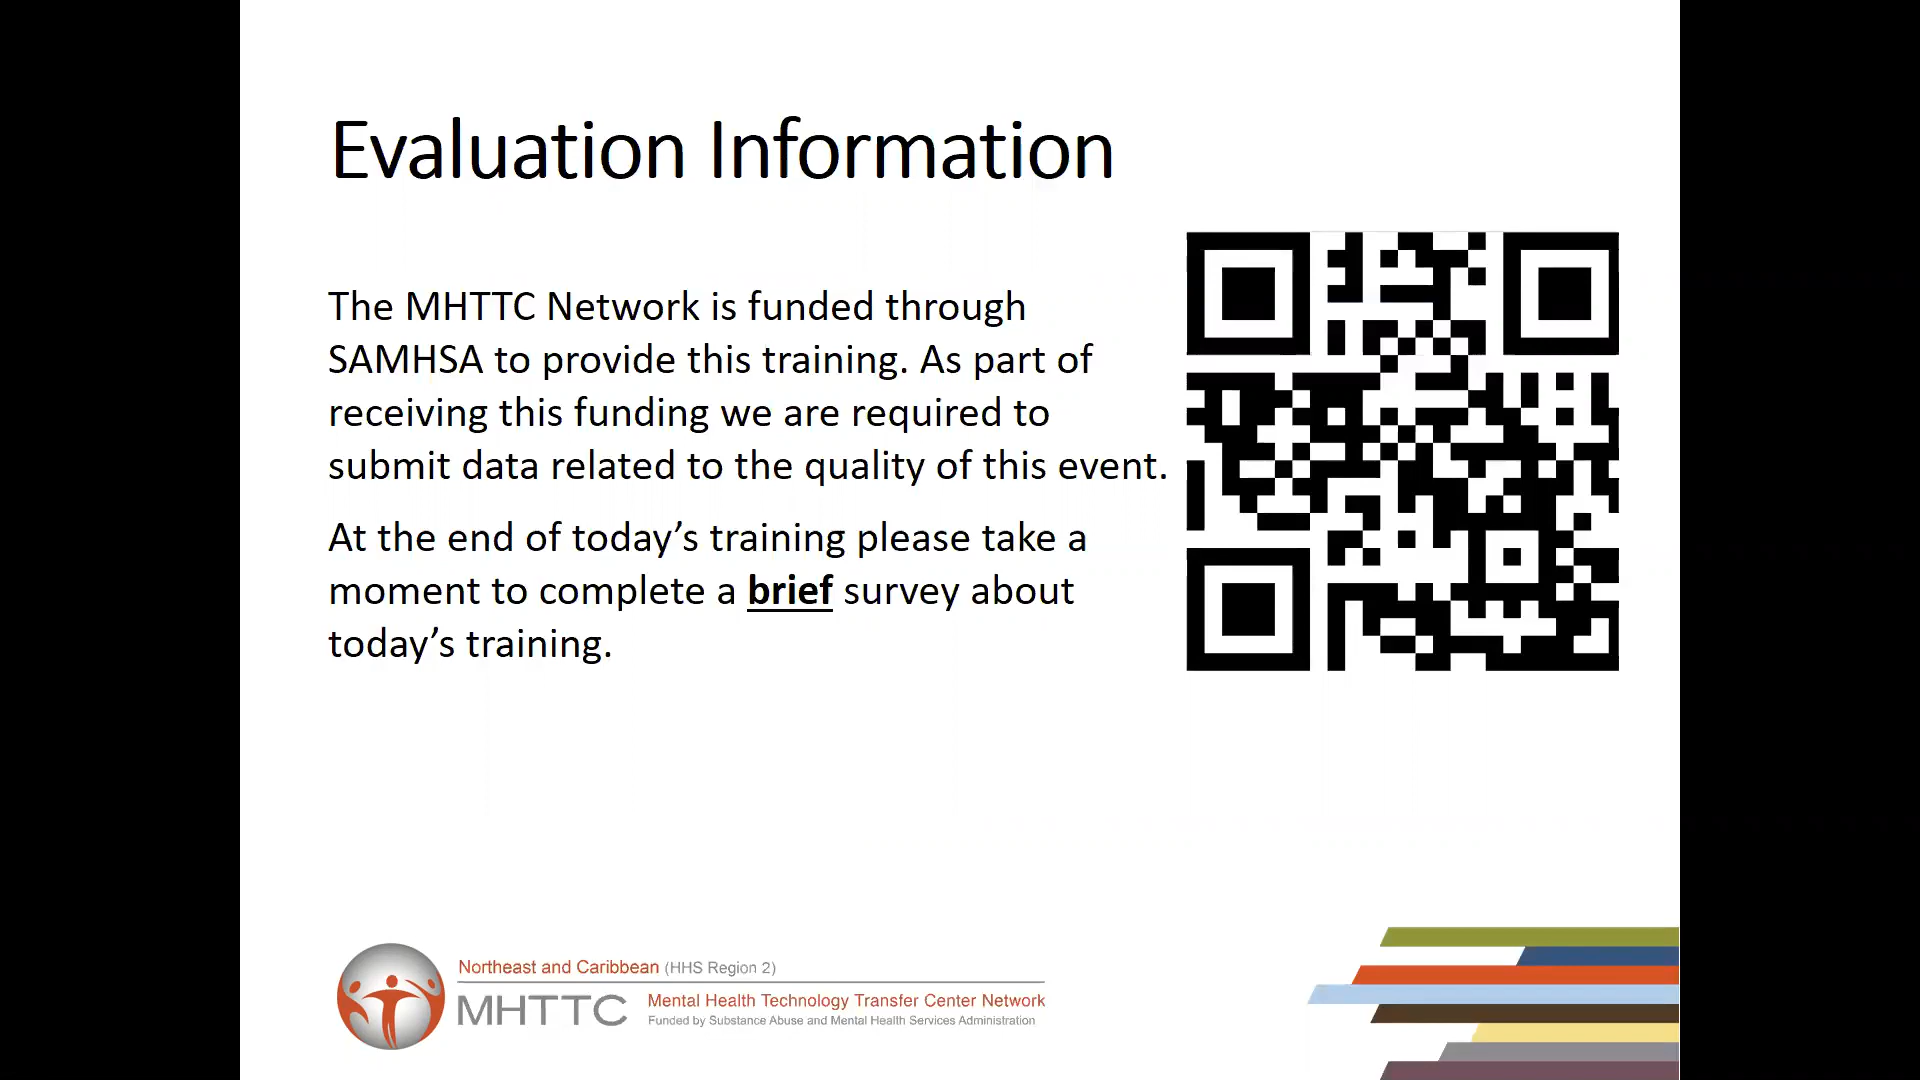 Evaluation Information
The MHTTC Network is funded through
SAMHSA to provide this training. As part of
receiving this funding we are required to
submit data related to the quality of this event.
At the end of today’s training please take a
moment to complete a brief survey about
today’s training.
Northeast and Caribbean (HHS Region 2)
MHTTC
Mental Health Technology Transfer Center Network
Funded by Substance Abuse and Mental Health Services Administration